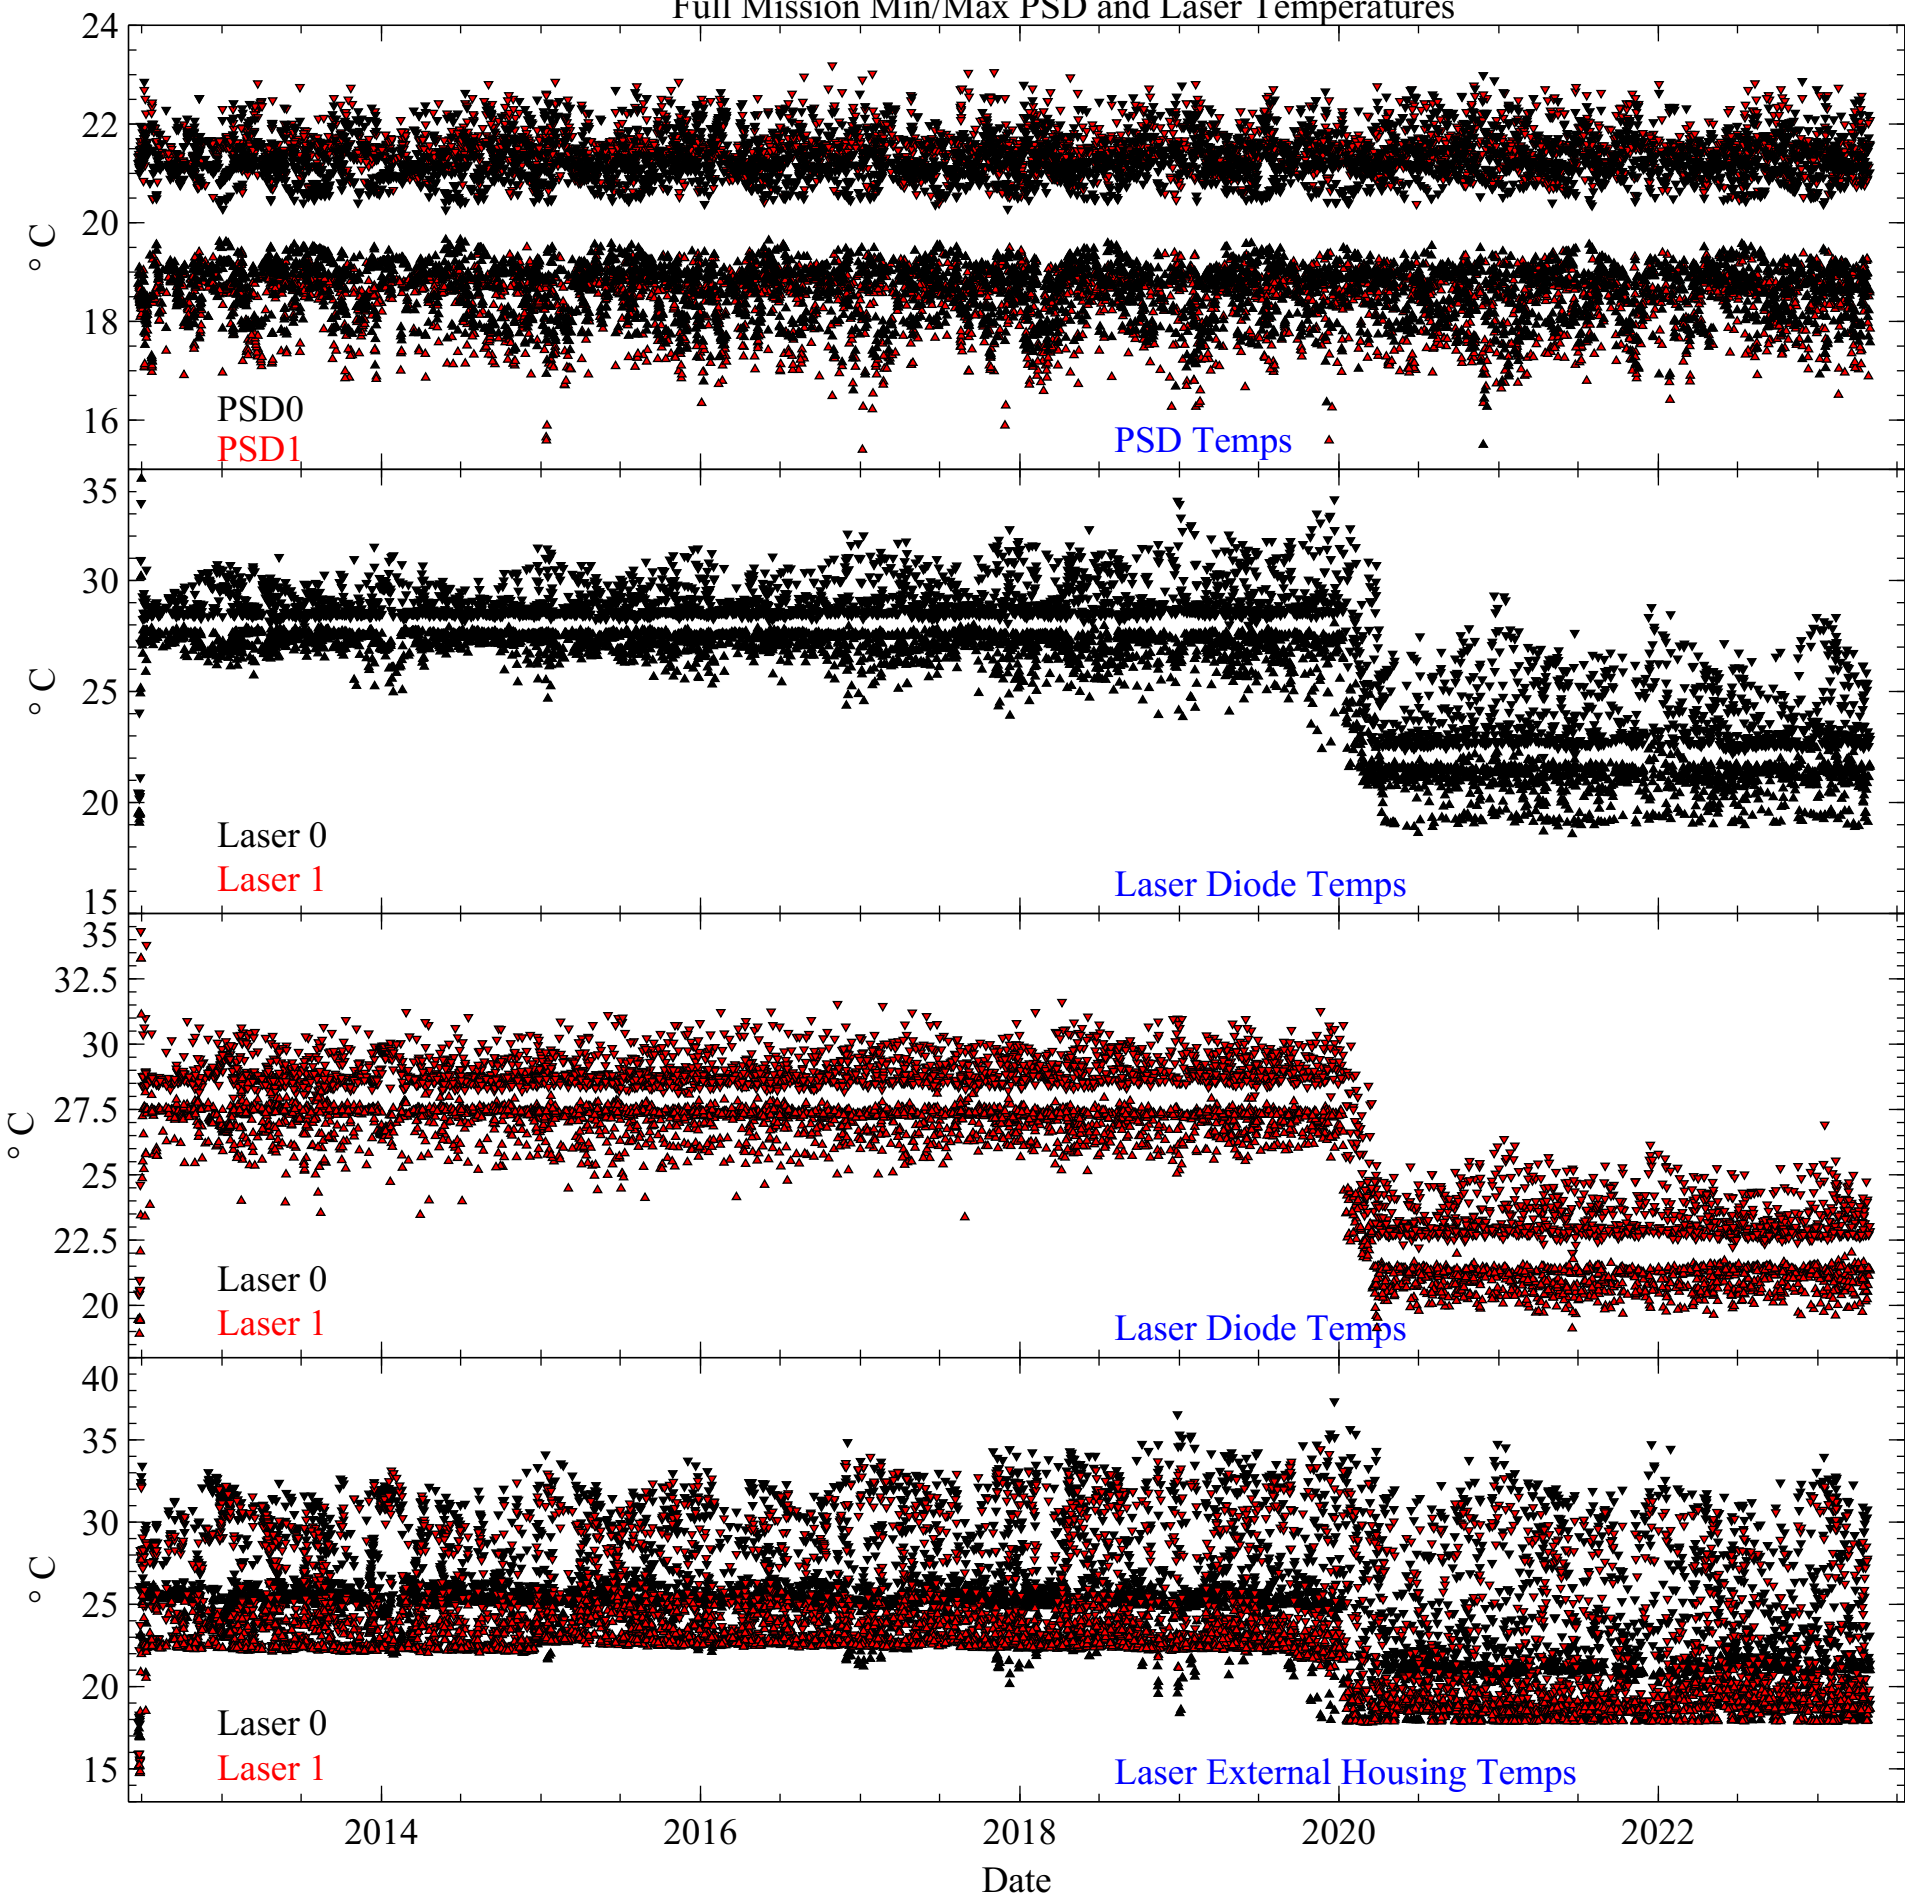 Full Mission Min/Max PSD and Laser Temperatures
24
22
20
18
16
° C
PSD0
PSD1
PSD Temps
35
30
25
20
15
° C
Laser 0
Laser 1
Laser Diode Temps
35
32.5
30
27.5
25
22.5
20
° C
Laser 0
Laser 1
Laser Diode Temps
40
35
30
25
20
15
° C
Laser 0
Laser 1
Laser External Housing Temps
2014 2016 2018 2020 2022
Date